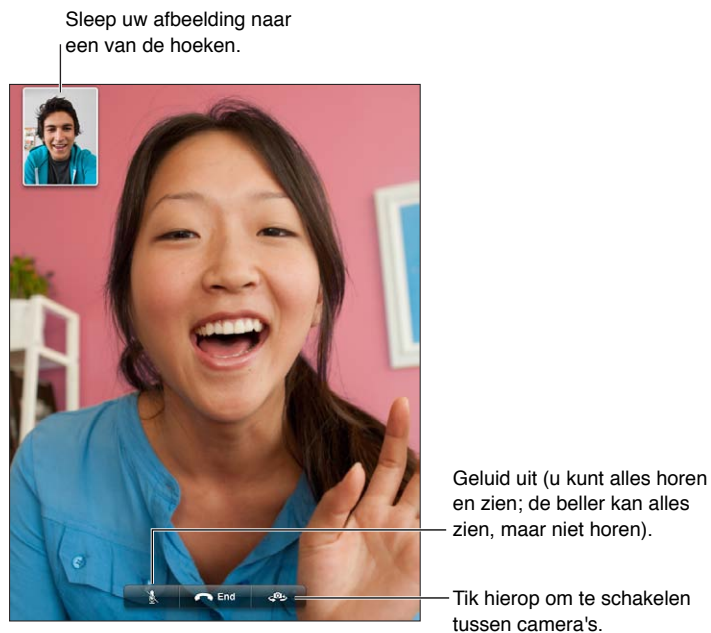 Sleep uw afbeelding naar
een van de hoeken.
Geluid uit (u kunt alles horen
en zien; de beller kan alles
zien, maar niet horen).
End
Tik hierop om te schakelen
tussen camera's.